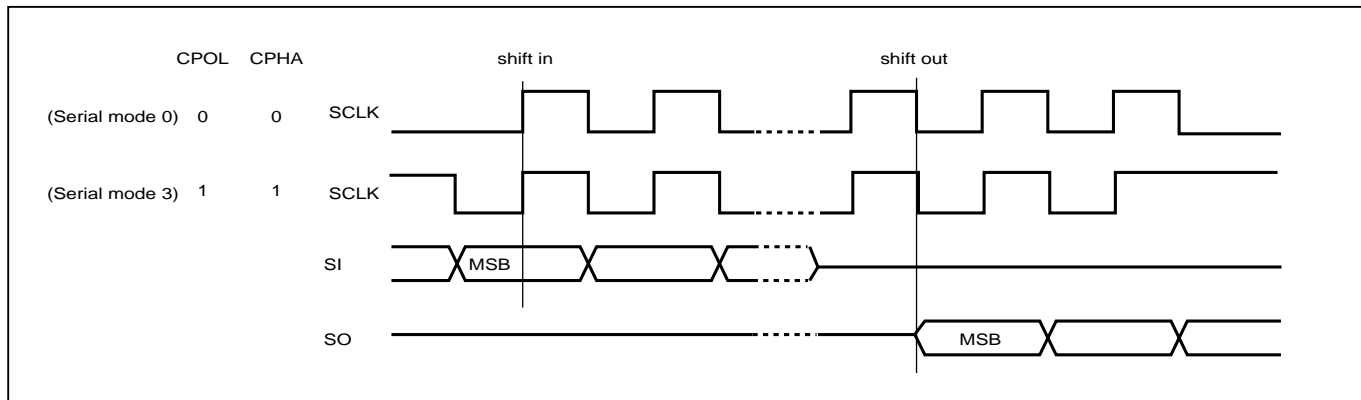 CPOL CPHA shift in shift out
(Serial mode 0) 0 0 SCLK
(Serial mode 3) 1 1 SCLK
SI MSB
SO MSB